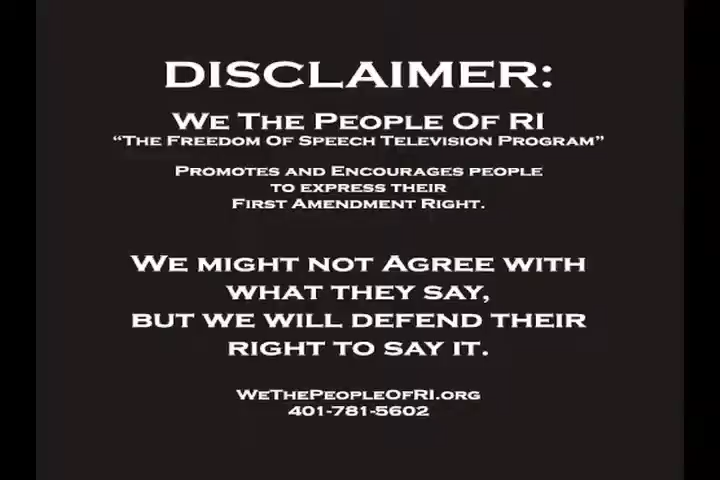 DISCLAIMER:
We The People Of RI
“The Freedom Of Speech Television Program”
Promotes and Encourages people
to express their
First Amendment Right.
We might not Agree with
what they say,
but we will defend their
right to say it.
WeThePeopleOfRI.org
401-781-5602